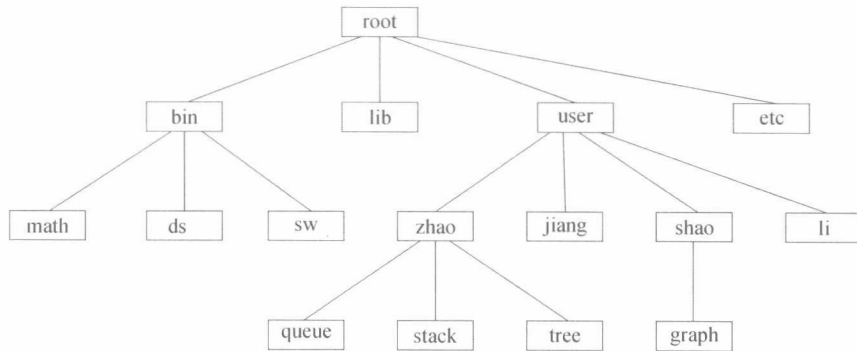 root
bin lib user etc
math ds sw zhao jiang shao li
queue stack tree graph